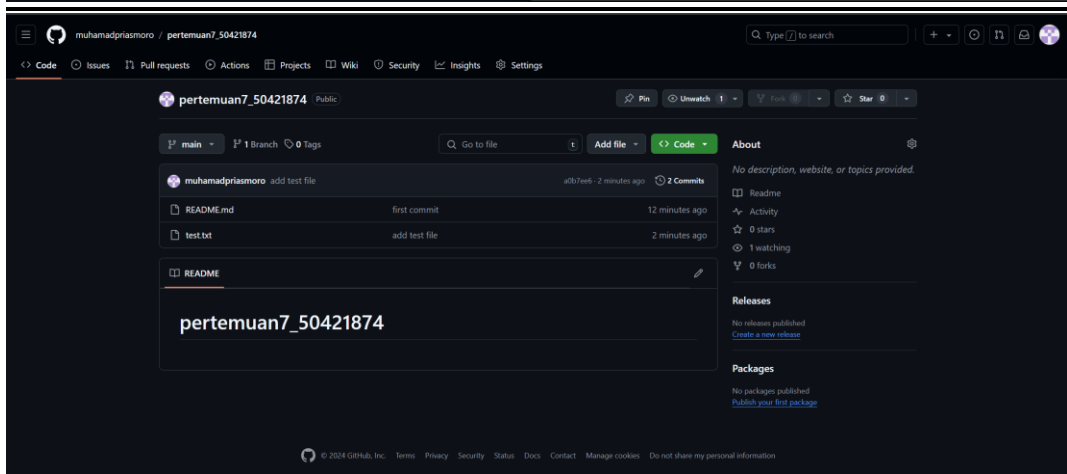 muhamadpriasmoro / pertemuan7_50421874
Type / to search
Code Issues Pull requests Actions Projects Wiki Security Insights Settings
pertemuan7_50421874 Public
Pin Unwatch 1 Fork 0 Star 0
main 1 Branch 0 Tags
Go to file t Add file Code
muhamadpriasmoro add test file a0b7ee6 · 2 minutes ago 2 Commits
README.md first commit 12 minutes ago
test.txt add test file 2 minutes ago
README
pertemuan7_50421874
About
No description, website, or topics provided.
Readme
Activity
0 stars
1 watching
0 forks
Releases
No releases published
Create a new release
Packages
No packages published
Publish your first package
© 2024 GitHub, Inc. Terms Privacy Security Status Docs Contact Manage cookies Do not share my personal information